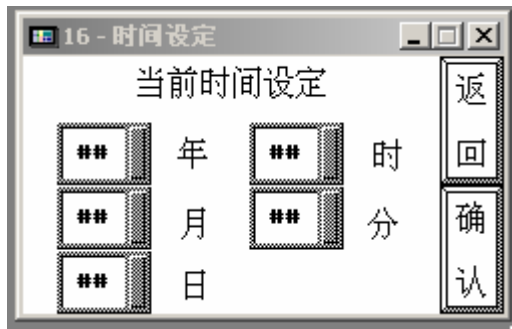 16 - 时间设定
当前时间设定
返回
## 年 ## 时
## 月 ## 分
确认
## 日